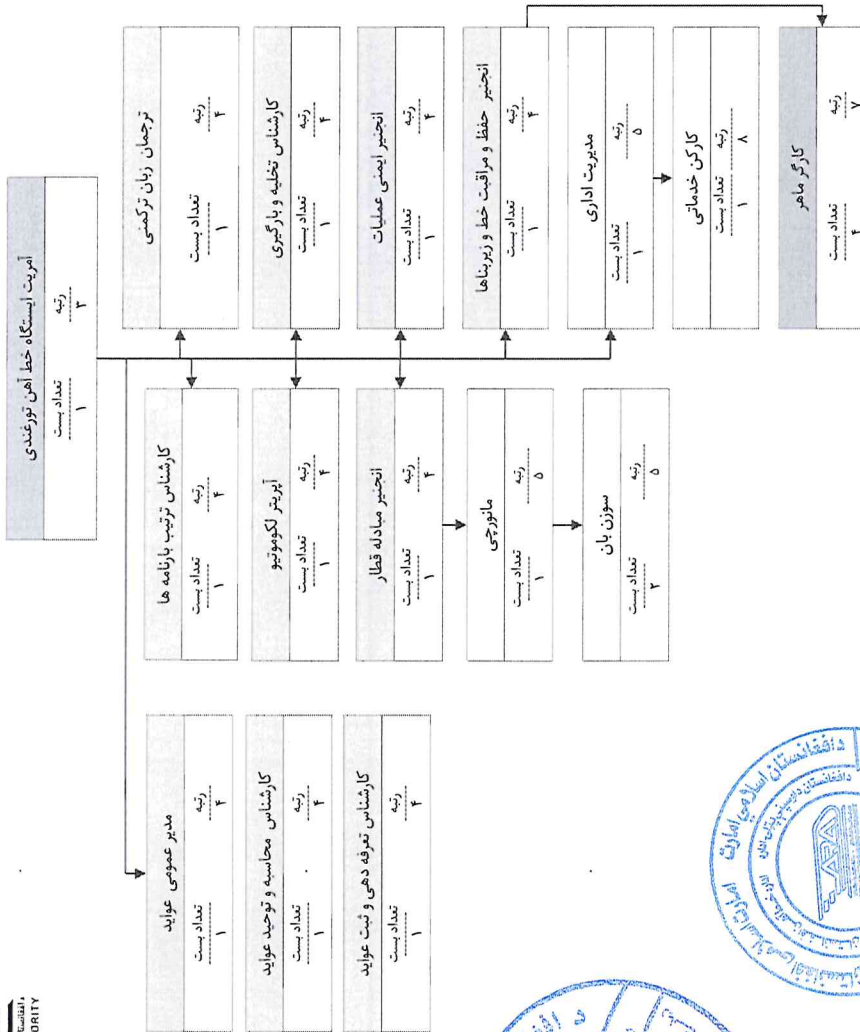 آمریت ایستگاه خط آهن تورغندی
تعداد بست رتبه
۱ ۳
ترجمان زبان ترکمنی
تعداد بست رتبه
۱ ۴
کارشناس تخلیه و بارگیری
تعداد بست رتبه
۱ ۴
انجنیر ایمنی عملیات
تعداد بست رتبه
۱ ۴
انجنیر حفظ و مراقبت خط و زیربناها
تعداد بست رتبه
۱ ۴
مدیریت اداری
تعداد بست رتبه
۱ ۵
کارکن خدماتی
تعداد بست رتبه
۱ ۸
کارگر ماهر
تعداد بست رتبه
۴ ۷
کارشناس ترتیب بارنامه ها
تعداد بست رتبه
۱ ۴
آپریتر لکوموتیو
تعداد بست رتبه
۱ ۴
انجنیر مبادله قطار
تعداد بست رتبه
۱ ۴
مانورچی
تعداد بست رتبه
۱ ۵
سوزن بان
تعداد بست رتبه
۲ ۵
مدیر عمومی عواید
تعداد بست رتبه
۱ ۴
کارشناس محاسبه و توحید عواید
تعداد بست رتبه
۱ ۴
کارشناس تعرفه دهی و ثبت عواید
تعداد بست رتبه
۱ ۴
ORITY
دافغانستان اسلامي امارت
امارت اسلامی افغانستان